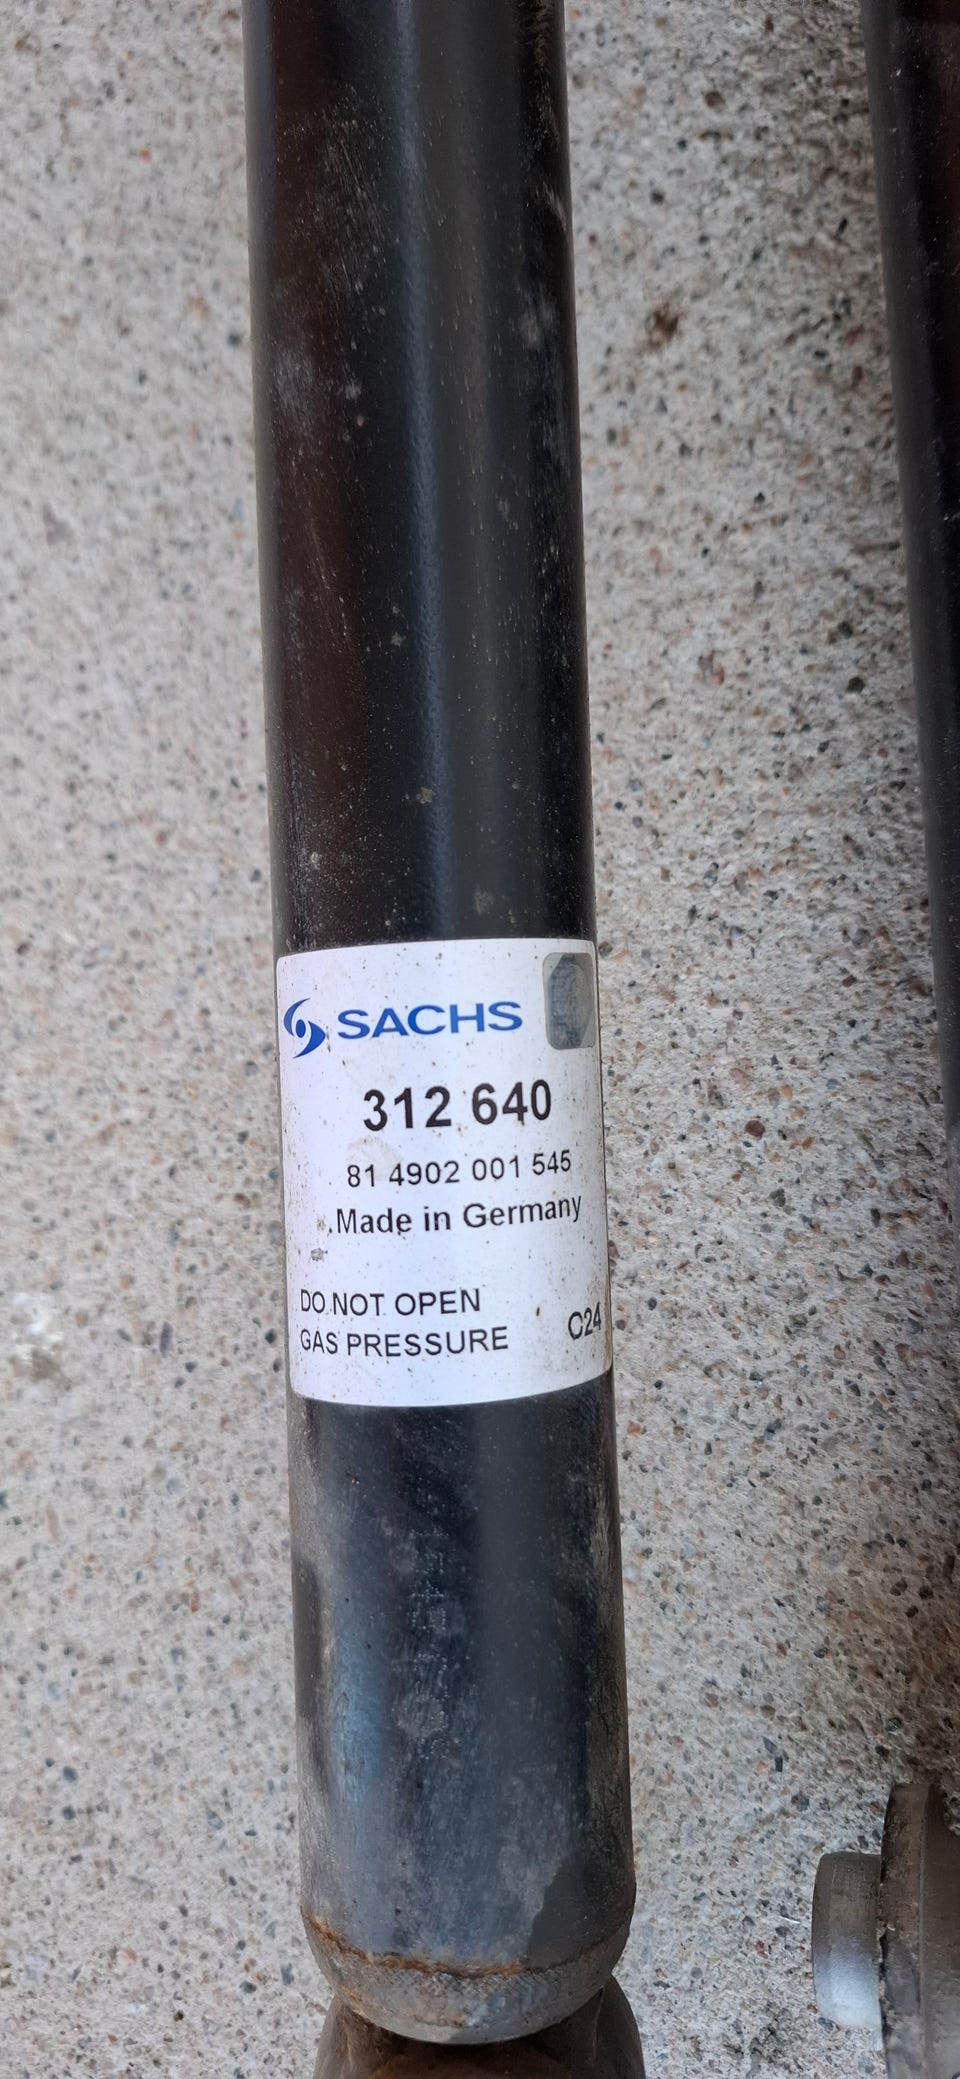 SACHS
312 640
81 4902 001 545
Made in Germany
DO NOT OPEN
GAS PRESSURE
C24